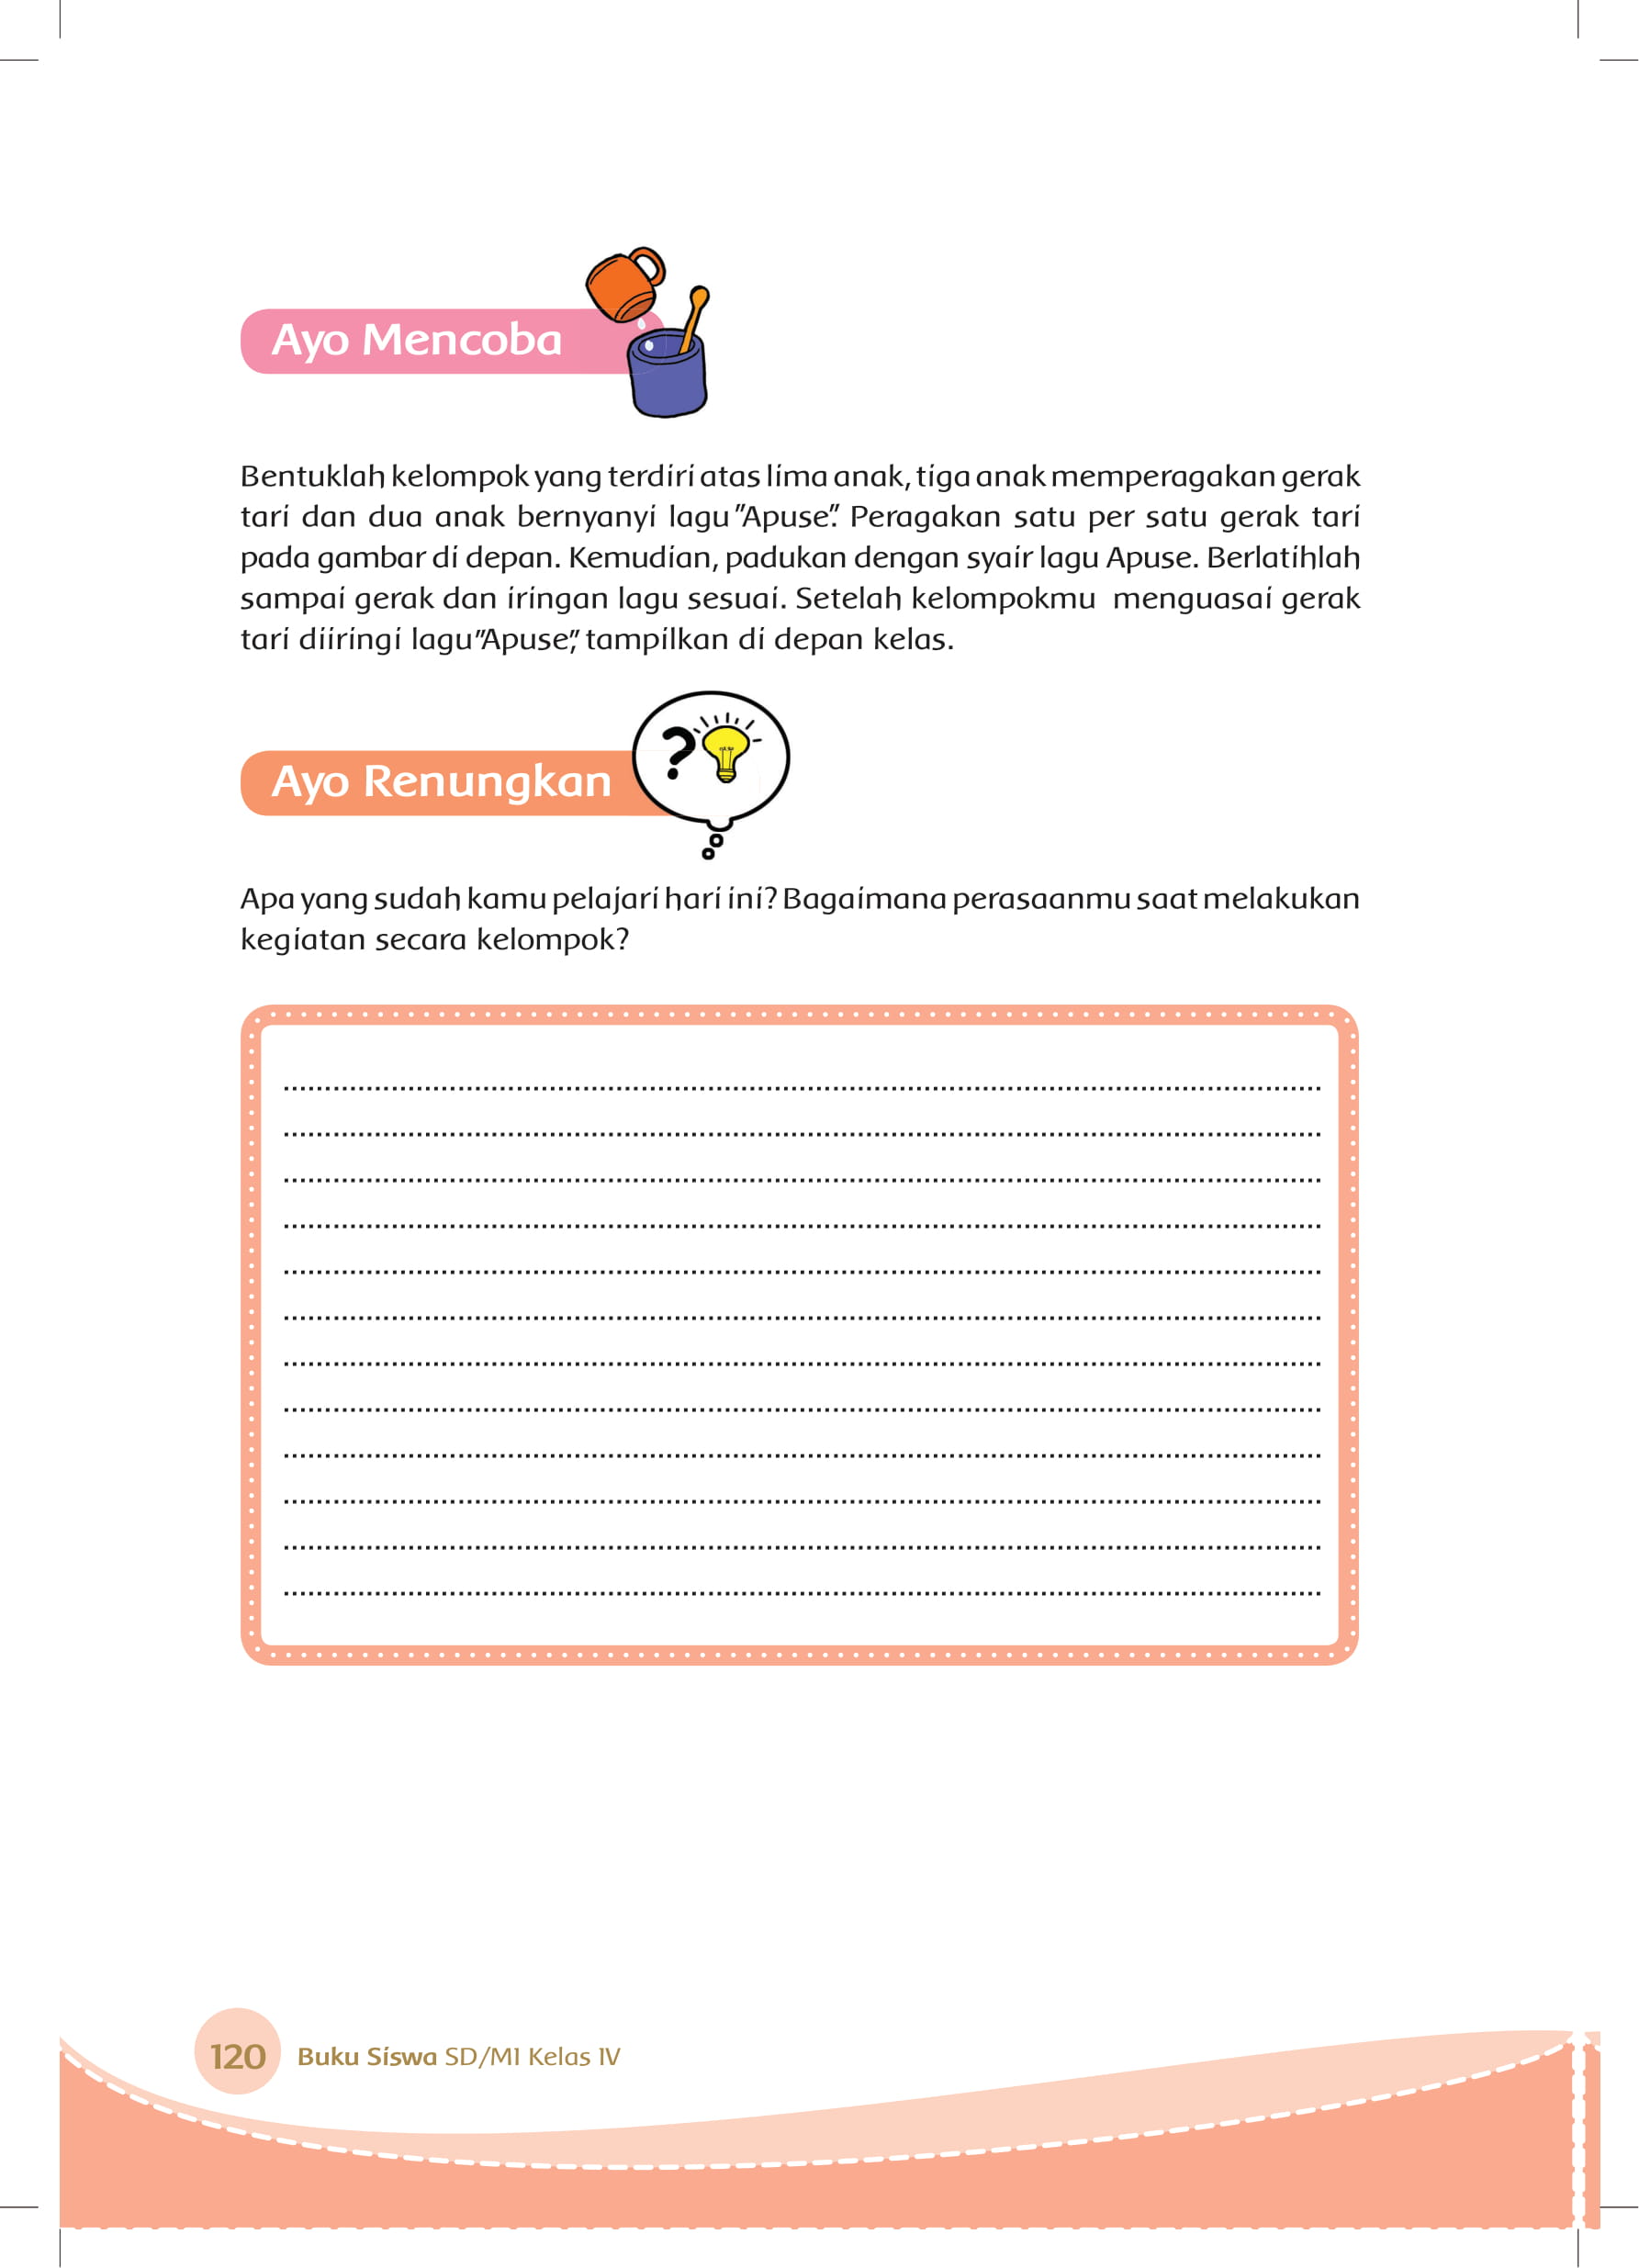 Ayo Mencoba
Bentuklah kelompok yang terdiri atas lima anak, tiga anak memperagakan gerak
tari dan dua anak bernyanyi lagu "Apuse". Peragakan satu per satu gerak tari
pada gambar di depan. Kemudian, padukan dengan syair lagu Apuse. Berlatihlah
sampai gerak dan iringan lagu sesuai. Setelah kelompokmu menguasai gerak
tari diiringi lagu "Apuse", tampilkan di depan kelas.
?
Ayo Renungkan
Apa yang sudah kamu pelajari hari ini? Bagaimana perasaanmu saat melakukan
kegiatan secara kelompok?
120 Buku Siswa SD/MI Kelas IV